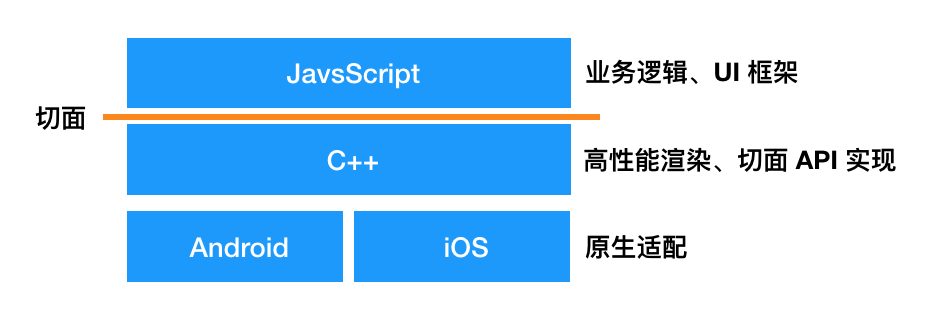 JavsScript
业务逻辑、UI 框架
切面
C++
高性能渲染、切面 API 实现
Android
iOS
原生适配